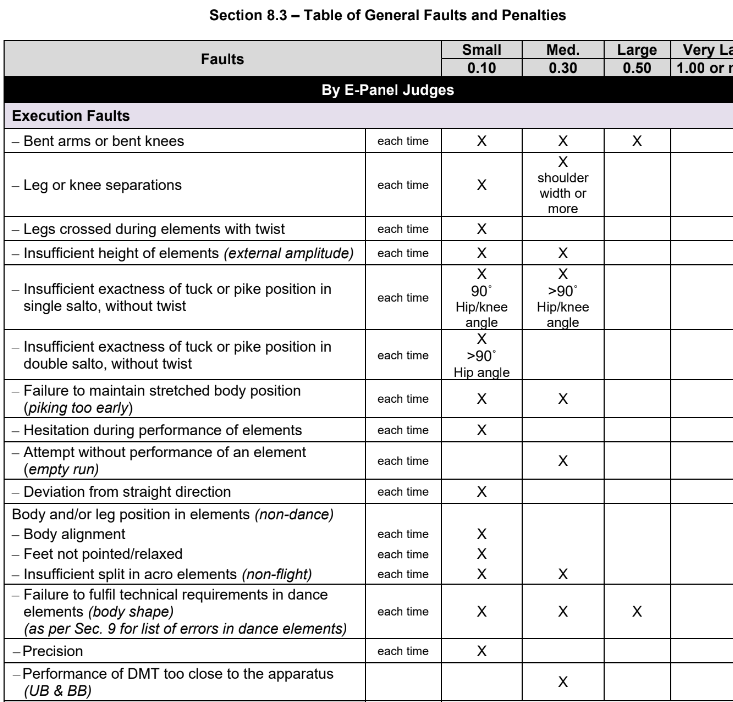 Section 8.3 – Table of General Faults and Penalties
Faults
Small
Med.
Large
Very La
0.10
0.30
0.50
1.00 or m
By E-Panel Judges
Execution Faults
– Bent arms or bent knees each time X X X
– Leg or knee separations each time X X
shoulder
width or
more
– Legs crossed during elements with twist each time X
– Insufficient height of elements (external amplitude) each time X X
– Insufficient exactness of tuck or pike position in
single salto, without twist
each time
X
90˚
Hip/knee
angle
X
>90˚
Hip/knee
angle
– Insufficient exactness of tuck or pike position in
double salto, without twist
each time
X
>90˚
Hip angle
– Failure to maintain stretched body position
(piking too early)
each time X X
– Hesitation during performance of elements each time X
– Attempt without performance of an element
(empty run)
each time X
– Deviation from straight direction each time X
Body and/or leg position in elements (non-dance)
– Body alignment each time X
– Feet not pointed/relaxed each time X
– Insufficient split in acro elements (non-flight) each time X X
– Failure to fulfil technical requirements in dance
elements (body shape)
(as per Sec. 9 for list of errors in dance elements)
each time X X X
– Precision each time X
– Performance of DMT too close to the apparatus
(UB & BB)
X